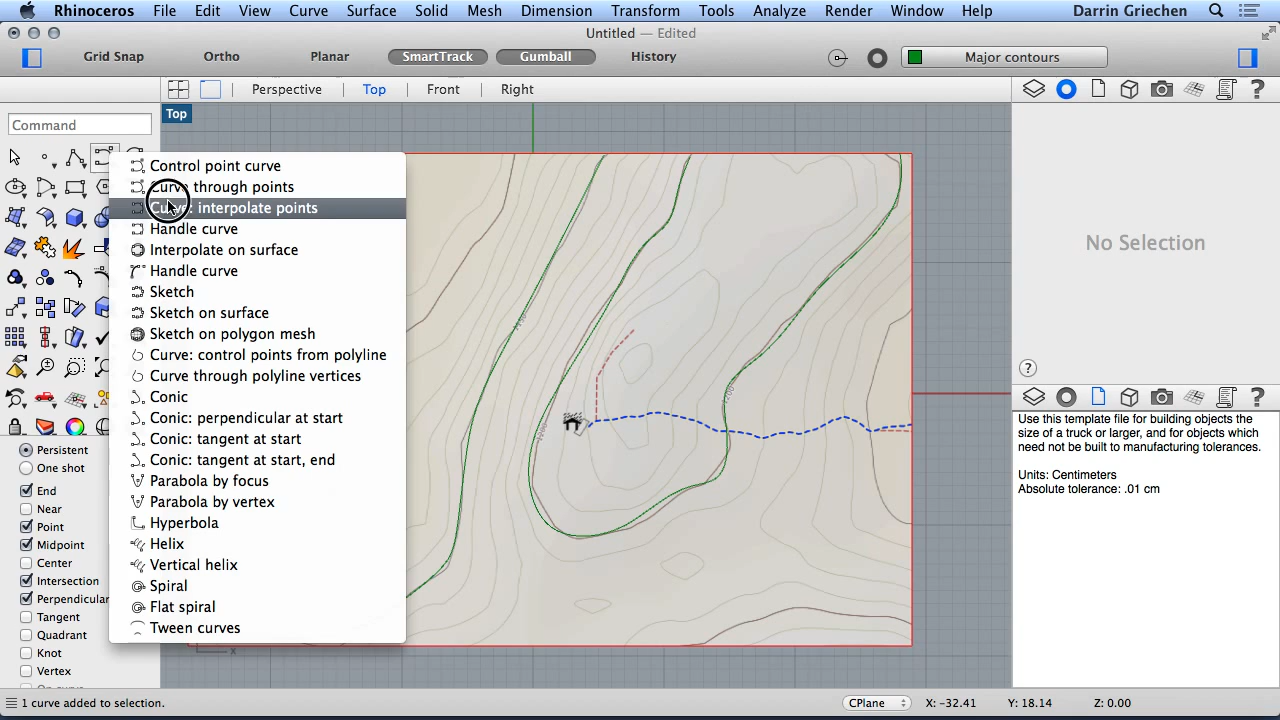 Rhinoceros File Edit View Curve Surface Solid Mesh Dimension Transform Tools Analyze Render Window Help Darrin Griechen
Untitled — Edited
Grid Snap Ortho Planar SmartTrack Gumball History Major contours
Perspective Top Front Right
Top
Command
Control point curve
Curve through points
Curve: interpolate points
Handle curve
Interpolate on surface
Handle curve
Sketch
Sketch on surface
Sketch on polygon mesh
Curve: control points from polyline
Curve through polyline vertices
Conic
Conic: perpendicular at start
Conic: tangent at start
Conic: tangent at start, end
Parabola by focus
Parabola by vertex
Hyperbola
Helix
Vertical helix
Spiral
Flat spiral
Tween curves
Persistent
One shot
End
Near
Point
Midpoint
Center
Intersection
Perpendicular
Tangent
Quadrant
Knot
Vertex
1200
1200
x
No Selection
?
Use this template file for building objects the
size of a truck or larger, and for objects which
need not be built to manufacturing tolerances.
Units: Centimeters
Absolute tolerance: .01 cm
1 curve added to selection. CPlane X: -32.41 Y: 18.14 Z: 0.00